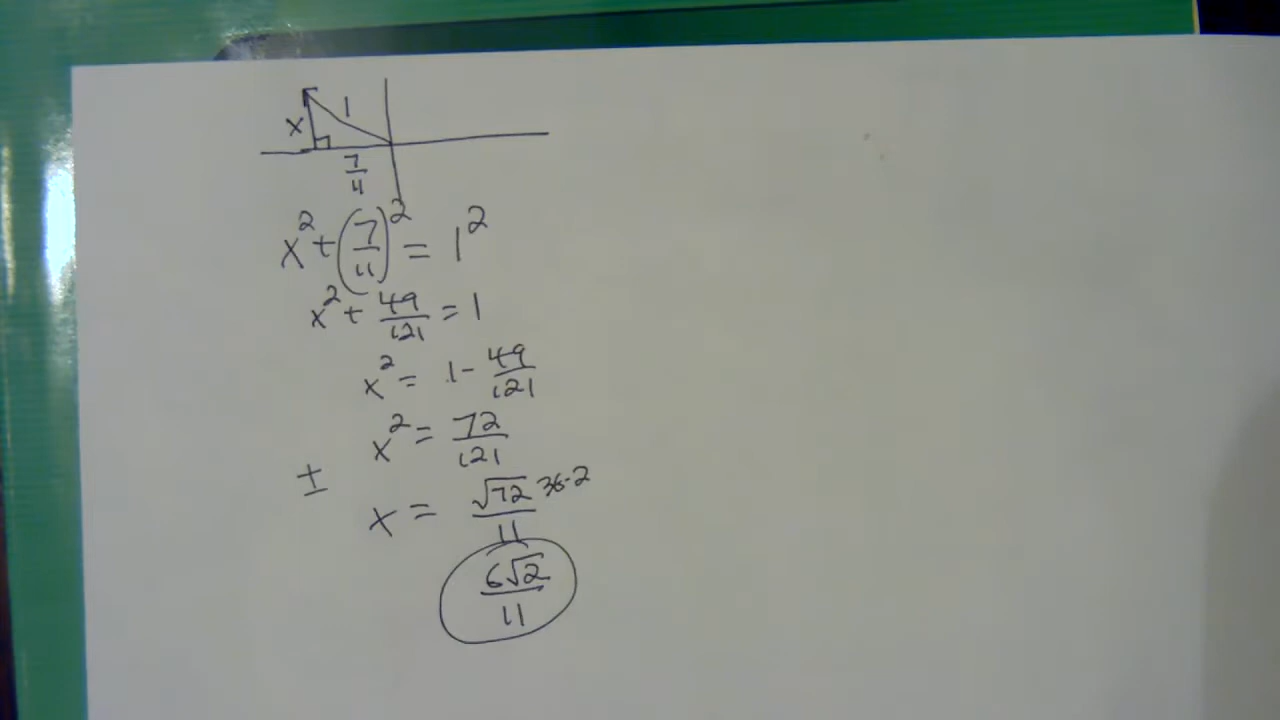 x 1
7/11
x² + (7/11)² = 1²
x² + 49/121 = 1
x² = 1 - 49/121
x² = 72/121
± x = √72/11 36·2
6√2/11